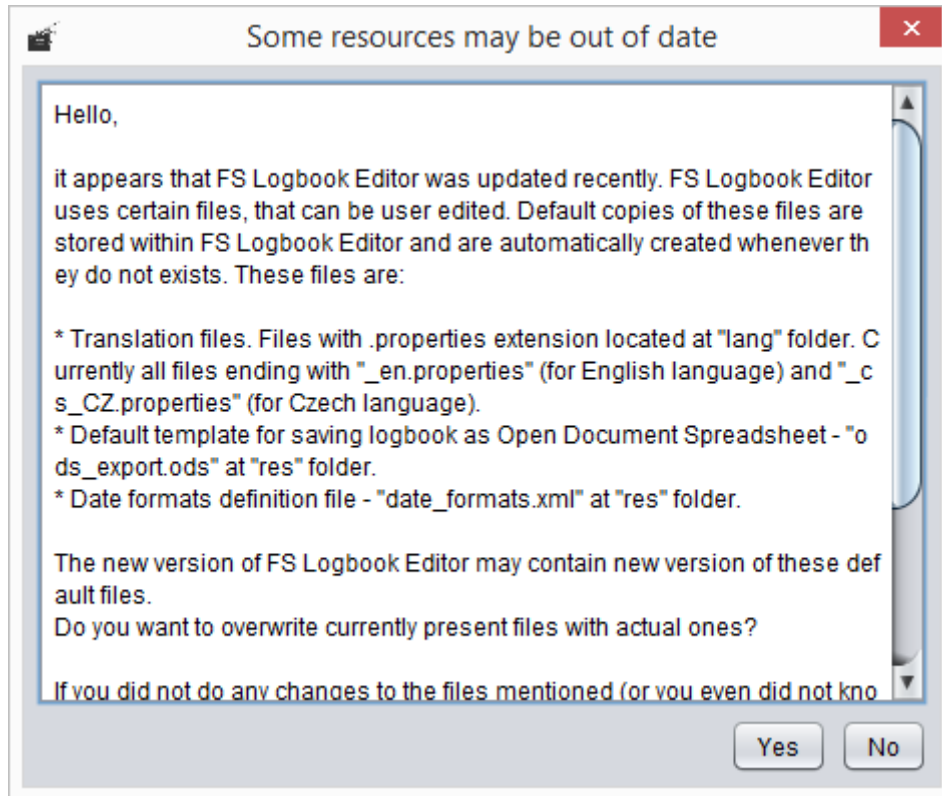 Some resources may be out of date
Hello,
it appears that FS Logbook Editor was updated recently. FS Logbook Editor
uses certain files, that can be user edited. Default copies of these files are
stored within FS Logbook Editor and are automatically created whenever th
ey do not exists. These files are:
* Translation files. Files with .properties extension located at "lang" folder. C
urrently all files ending with "_en.properties" (for English language) and "_c
s_CZ.properties" (for Czech language).
* Default template for saving logbook as Open Document Spreadsheet - "o
ds_export.ods" at "res" folder.
* Date formats definition file - "date_formats.xml" at "res" folder.
The new version of FS Logbook Editor may contain new version of these def
ault files.
Do you want to overwrite currently present files with actual ones?
If you did not do any changes to the files mentioned (or you even did not kno
Yes No